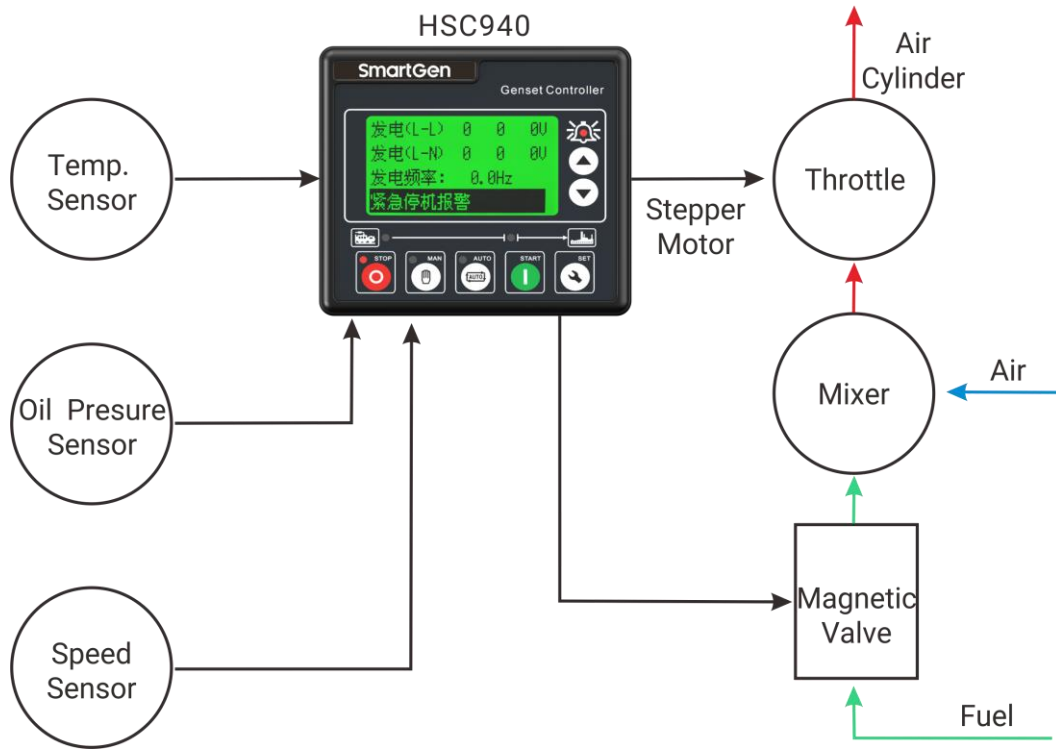 HSC940
SmartGen
Genset Controller
发电(L-L) 0 0 0V
发电(L-N) 0 0 0V
发电频率: 0.0Hz
紧急停机报警
STOP
MAN
AUTO
START
SET
AUTO
Temp.
Sensor
Oil Presure
Sensor
Speed
Sensor
Stepper
Motor
Air
Cylinder
Throttle
Mixer
Air
Magnetic
Valve
Fuel